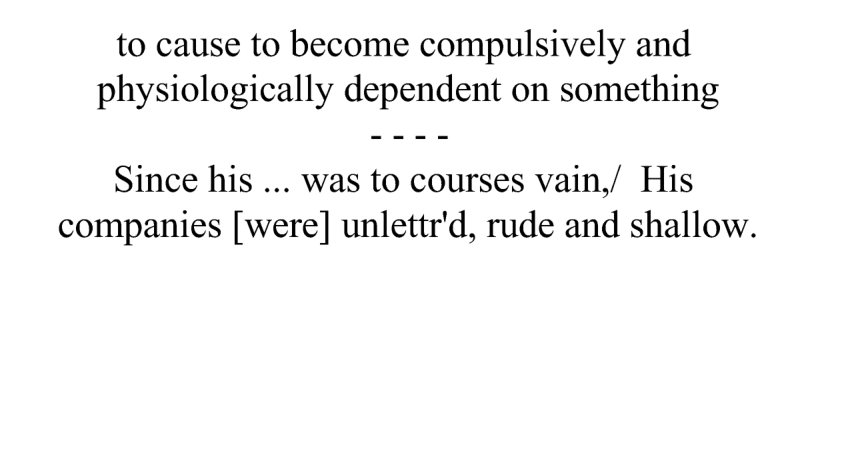 to cause to become compulsively and
physiologically dependent on something
- - - -
Since his ... was to courses vain,/  His
companies [were] unlettr'd, rude and shallow.